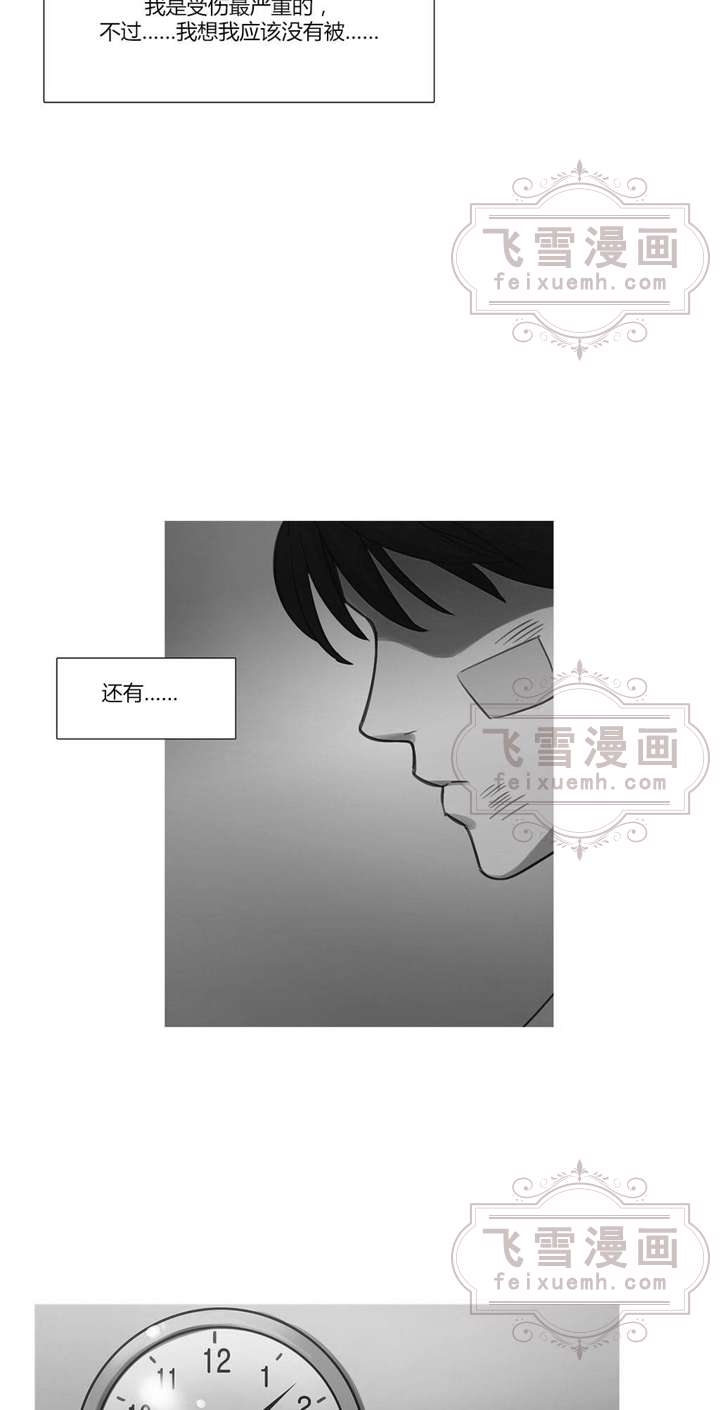 我是受伤最严重的，
不过……我想我应该没有被……
飞雪漫画
feixuemh.com
还有……
飞雪漫画
feixuemh.com
飞雪漫画
feixuemh.com
12
11
1
2
10